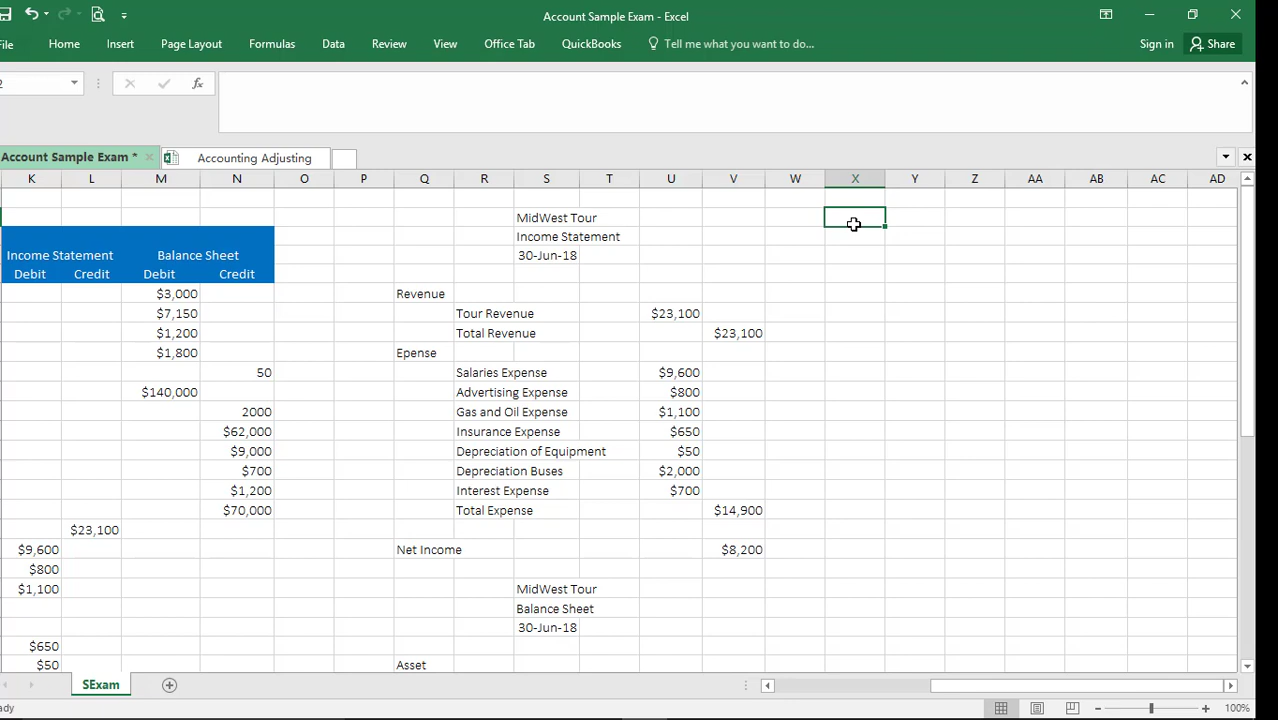 Account Sample Exam - Excel
File Home Insert Page Layout Formulas Data Review View Office Tab QuickBooks Tell me what you want to do... Sign in Share
2 fx
Account Sample Exam * Accounting Adjusting
K L M N O P Q R S T U V W X Y Z AA AB AC AD
MidWest Tour
Income Statement
30-Jun-18
Income Statement Balance Sheet
Debit Credit Debit Credit
$3,000 Revenue
$7,150 Tour Revenue $23,100
$1,200 Total Revenue $23,100
$1,800 Epense
50 Salaries Expense $9,600
$140,000 Advertising Expense $800
2000 Gas and Oil Expense $1,100
$62,000 Insurance Expense $650
$9,000 Depreciation of Equipment $50
$700 Depreciation Buses $2,000
$1,200 Interest Expense $700
$70,000 Total Expense $14,900
$23,100
$9,600 Net Income $8,200
$800
$1,100 MidWest Tour
Balance Sheet
30-Jun-18
$650
$50 Asset
SExam
ady 100%